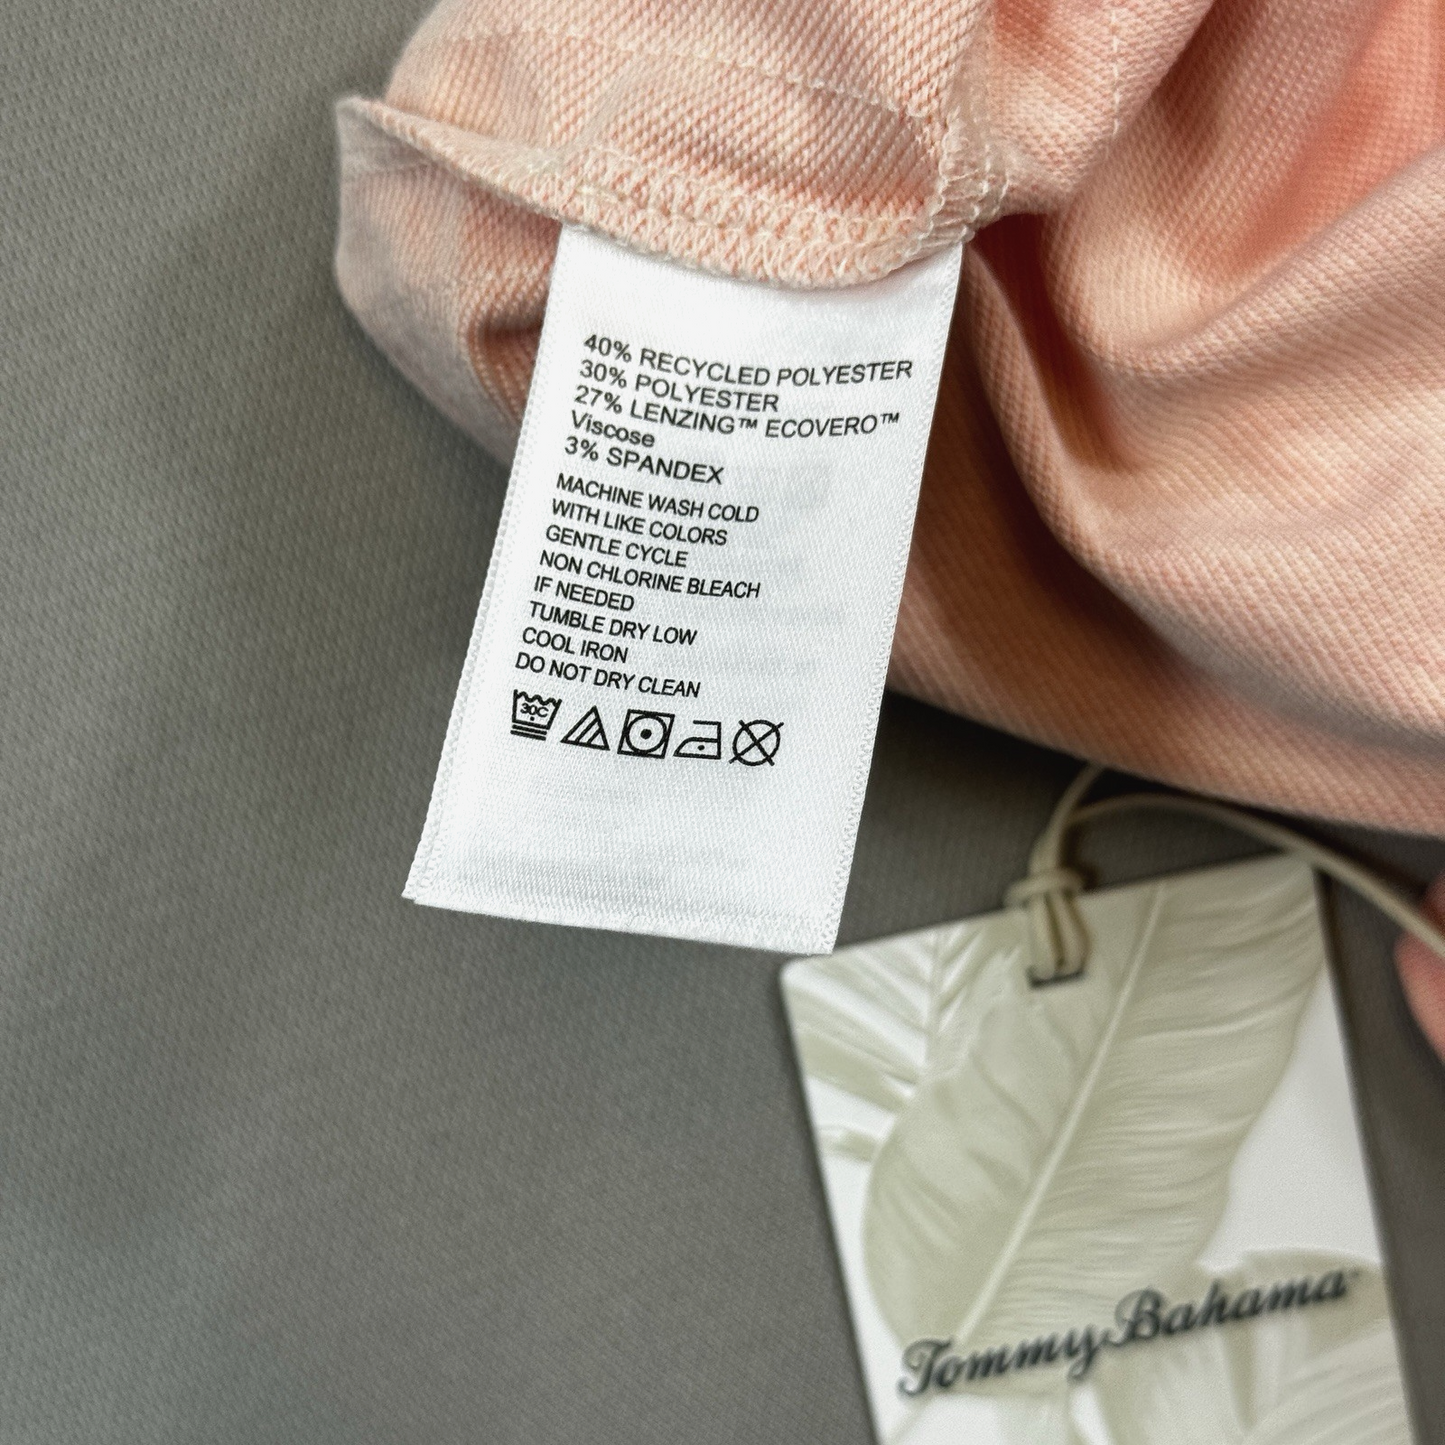 40% RECYCLED POLYESTER
30% POLYESTER
27% LENZING™ ECOVERO™
Viscose
3% SPANDEX
MACHINE WASH COLD
WITH LIKE COLORS
GENTLE CYCLE
NON CHLORINE BLEACH
IF NEEDED
TUMBLE DRY LOW
COOL IRON
DO NOT DRY CLEAN
30C
Tommy Bahama